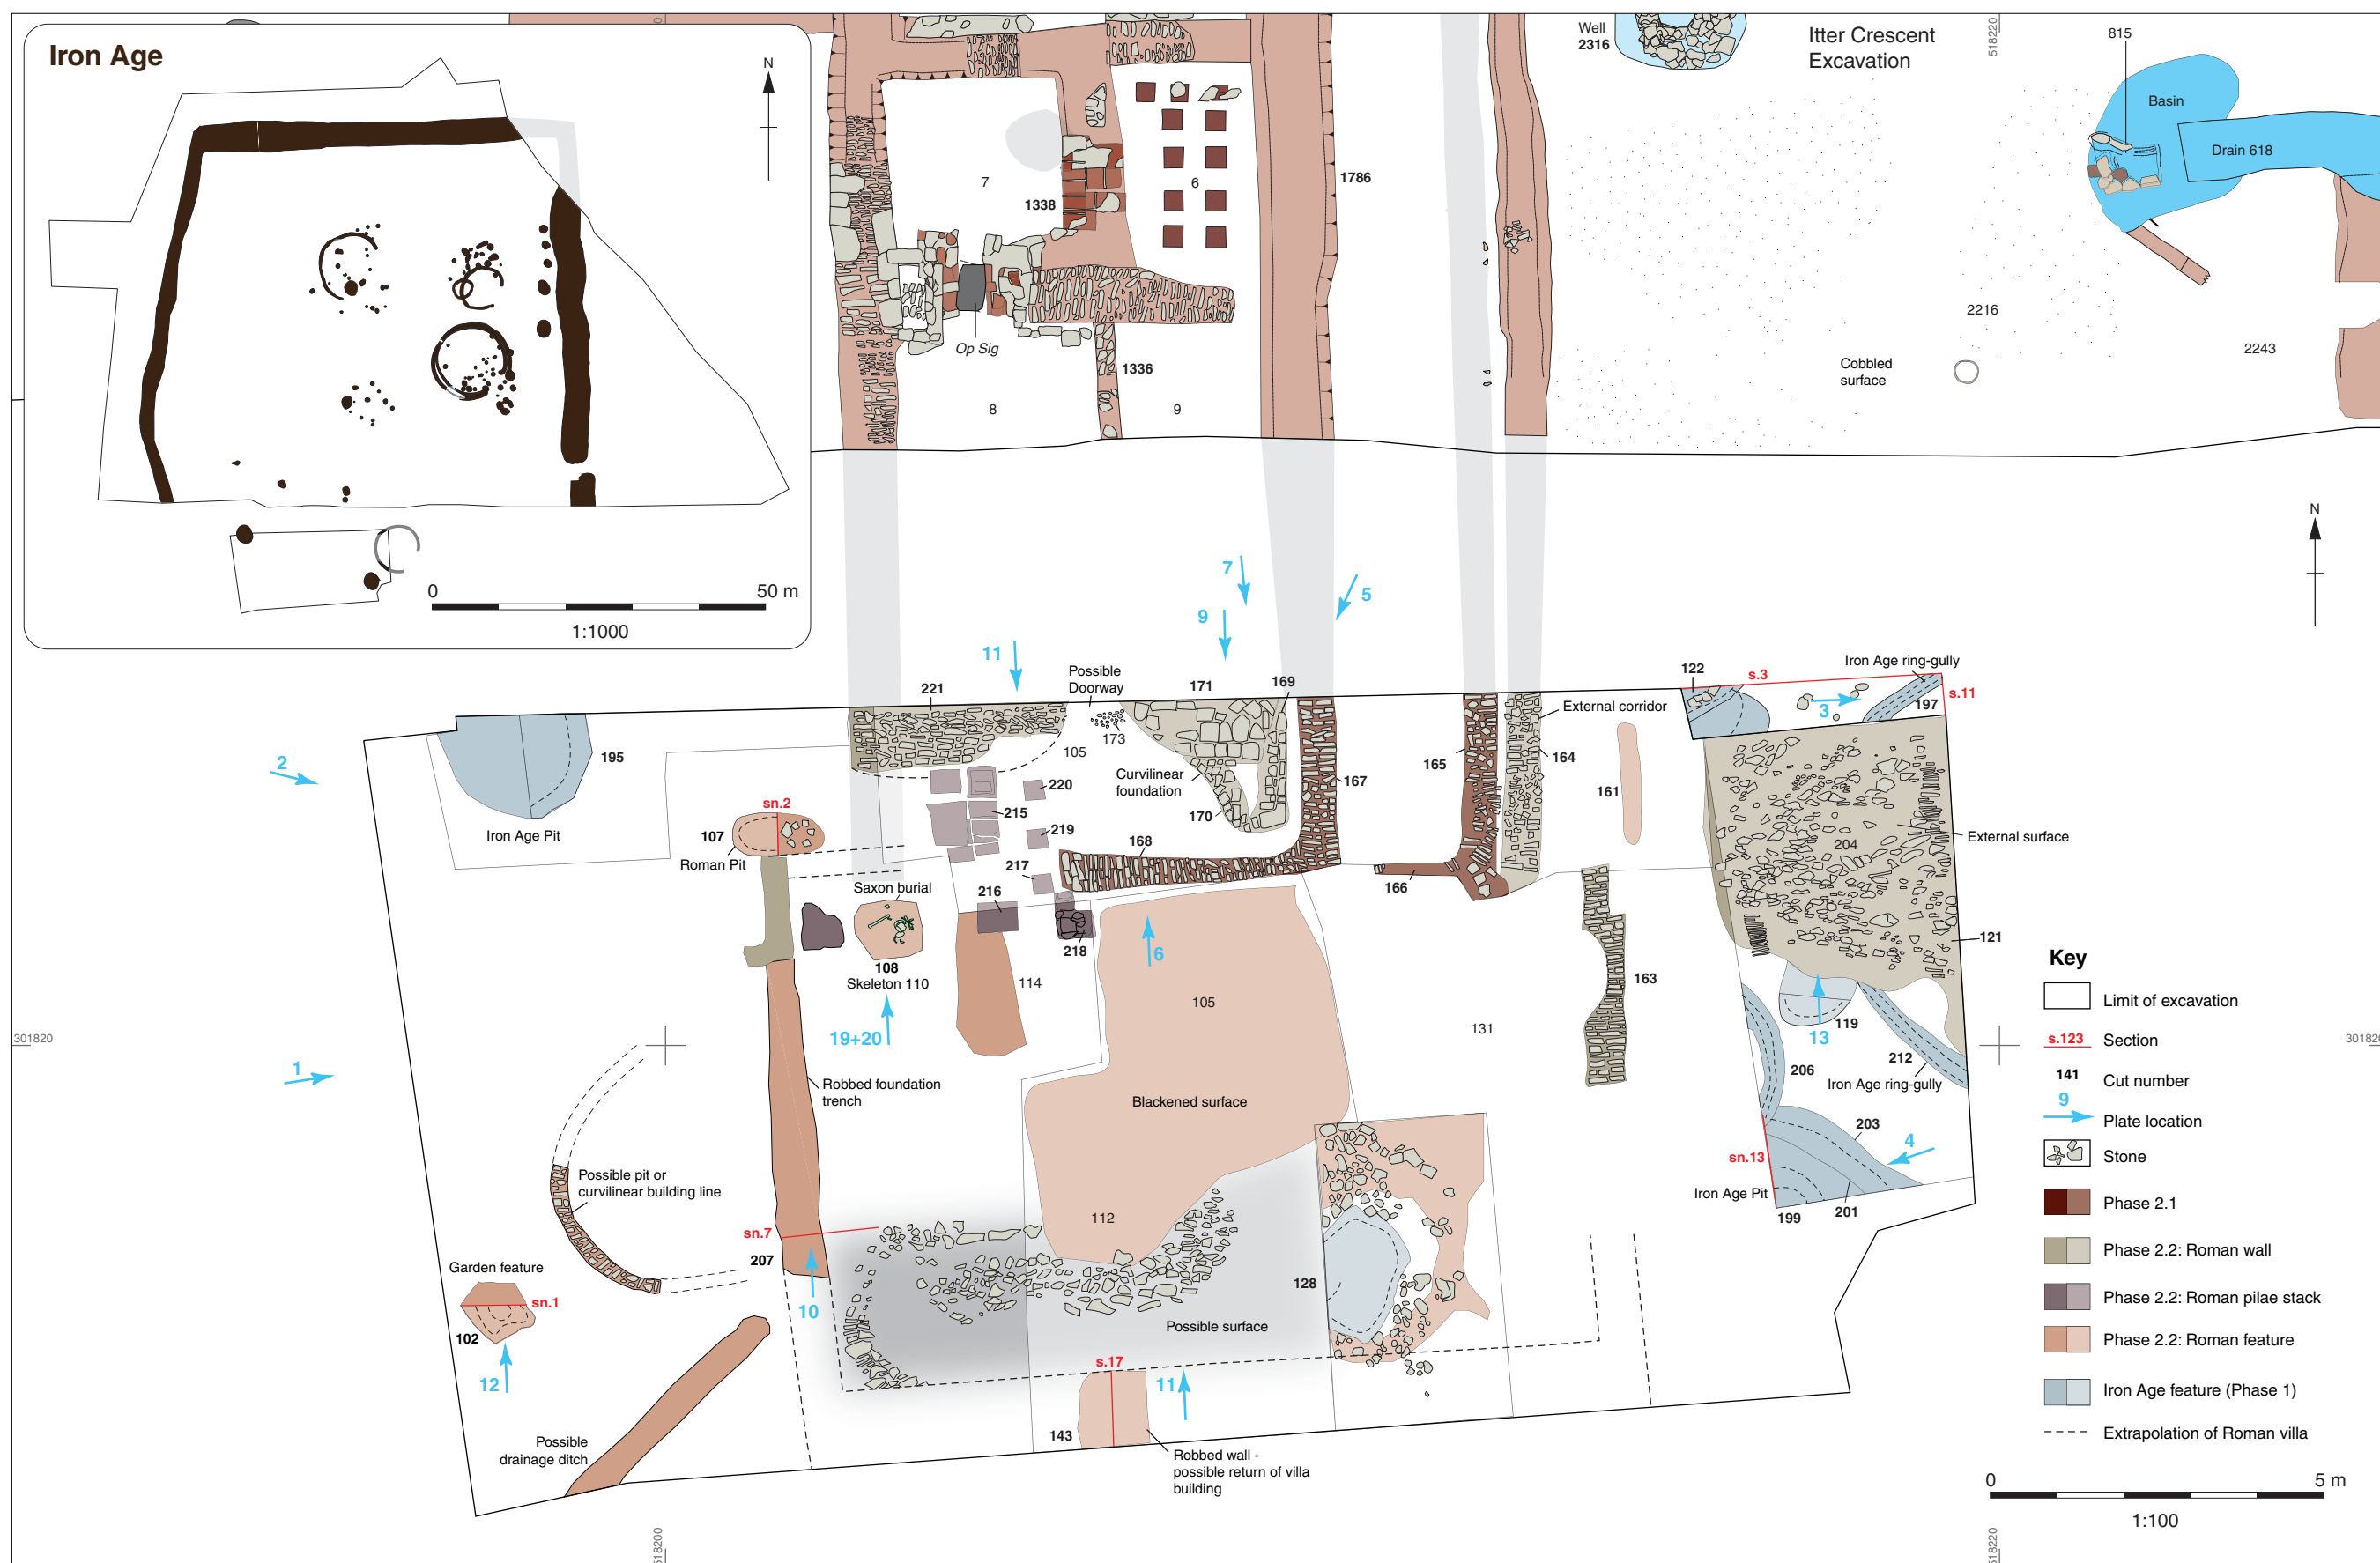 Iron Age
N
0
50 m
1:1000
0
518220
Well
2316
Itter Crescent
Excavation
815
Basin
Drain 618
7
1338
6
1786
Op Sig
1336
8
9
2216
2243
Cobbled
surface
N
7
9
5
11
Possible
Doorway
221
171
169
122
s.3
Iron Age ring-gully
s.11
197
3
External corridor
173
105
195
2
Iron Age Pit
Curvilinear
foundation
220
215
219
217
216
218
170
168
167
165
164
166
161
163
204
External surface
121
sn.2
107
Roman Pit
Saxon burial
108
Skeleton 110
19+20
114
105
6
131
301820
1
Robbed foundation
trench
Blackened surface
119
13
212
Iron Age ring-gully
206
203
4
sn.13
Iron Age Pit
199
201
Possible pit or
curvilinear building line
112
sn.7
207
Garden feature
sn.1
102
12
10
Possible surface
128
s.17
11
143
Robbed wall -
possible return of villa
building
Possible
drainage ditch
518220
Key
Limit of excavation
s.123
Section
141
Cut number
9
Plate location
Stone
Phase 2.1
Phase 2.2: Roman wall
Phase 2.2: Roman pilae stack
Phase 2.2: Roman feature
Iron Age feature (Phase 1)
Extrapolation of Roman villa
0
5 m
1:100